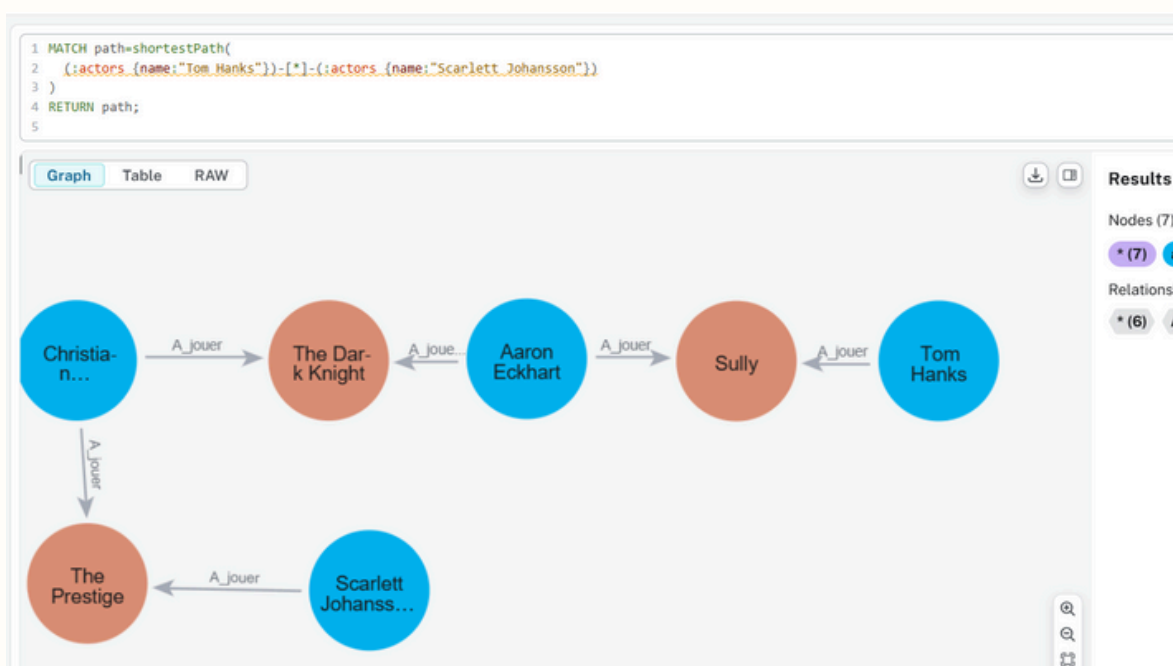 1 MATCH path=shortestPath(
2 (:actors {name:"Tom Hanks"})-[*]-(:actors {name:"Scarlett Johansson"})
3 )
4 RETURN path;
5
Graph Table RAW
Results
Nodes (7)
* (7)
Relations
* (6)
Christia-
n...
A_jouer
The Dar-
k Knight
A_joue...
Aaron
Eckhart
A_jouer
Sully
A_jouer
Tom
Hanks
A_jouer
The
Prestige
A_jouer
Scarlett
Johanss...